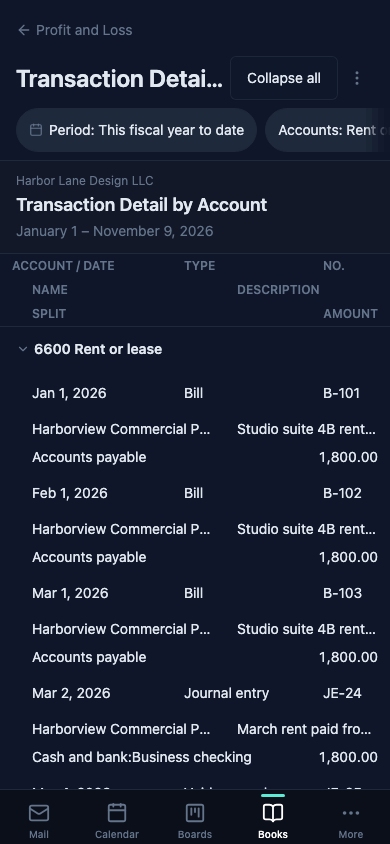 Profit and Loss
Transaction Detai... Collapse all
Period: This fiscal year to date Accounts: Rent
Harbor Lane Design LLC
Transaction Detail by Account
January 1 – November 9, 2026
ACCOUNT / DATE TYPE NO.
NAME DESCRIPTION
SPLIT AMOUNT
6600 Rent or lease
Jan 1, 2026 Bill B-101
Harborview Commercial P... Studio suite 4B rent...
Accounts payable 1,800.00
Feb 1, 2026 Bill B-102
Harborview Commercial P... Studio suite 4B rent...
Accounts payable 1,800.00
Mar 1, 2026 Bill B-103
Harborview Commercial P... Studio suite 4B rent...
Accounts payable 1,800.00
Mar 2, 2026 Journal entry JE-24
Harborview Commercial P... March rent paid fro...
Cash and bank:Business checking 1,800.00
Mail Calendar Boards Books More